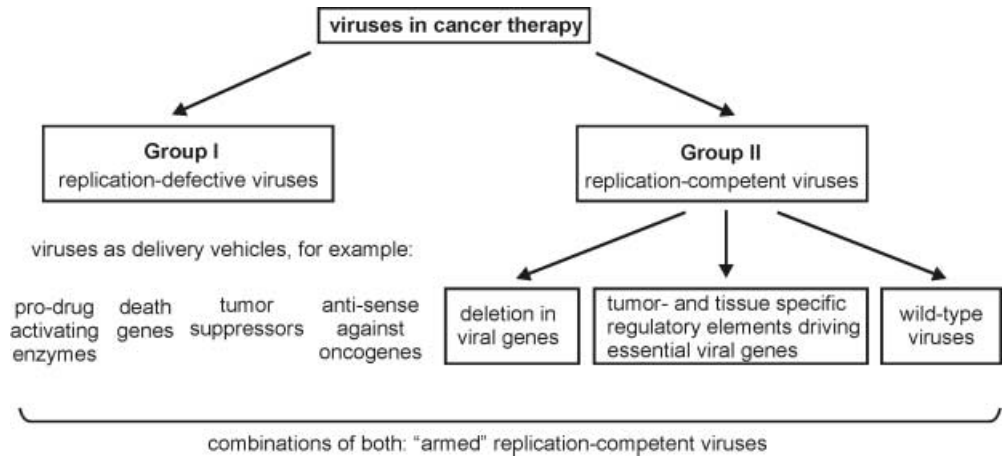 viruses in cancer therapy
Group I
replication-defective viruses
Group II
replication-competent viruses
viruses as delivery vehicles, for example:
pro-drug
activating
enzymes
death
genes
tumor
suppressors
anti-sense
against
oncogenes
deletion in
viral genes
tumor- and tissue specific
regulatory elements driving
essential viral genes
wild-type
viruses
combinations of both: “armed” replication-competent viruses